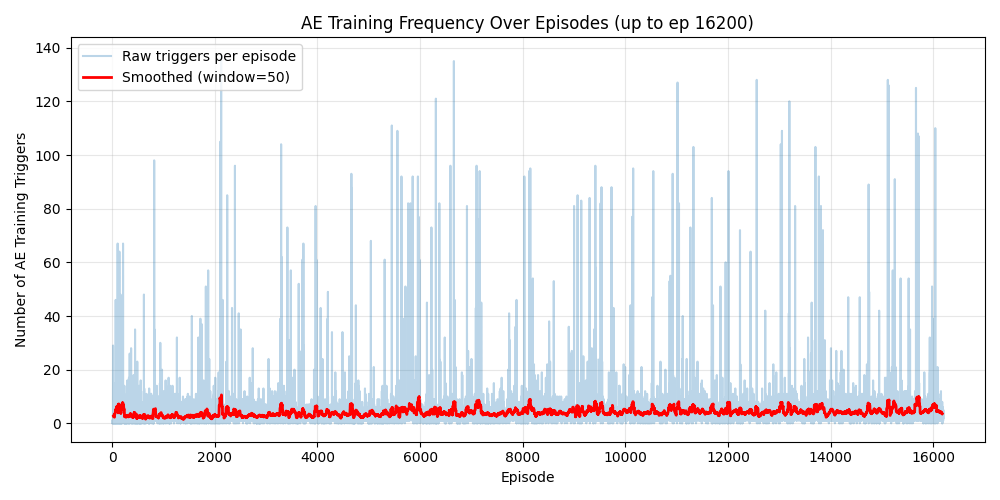 AE Training Frequency Over Episodes (up to ep 16200)
Raw triggers per episode
Smoothed (window=50)
Number of AE Training Triggers
140
120
100
80
60
40
20
0
0 2000 4000 6000 8000 10000 12000 14000 16000
Episode